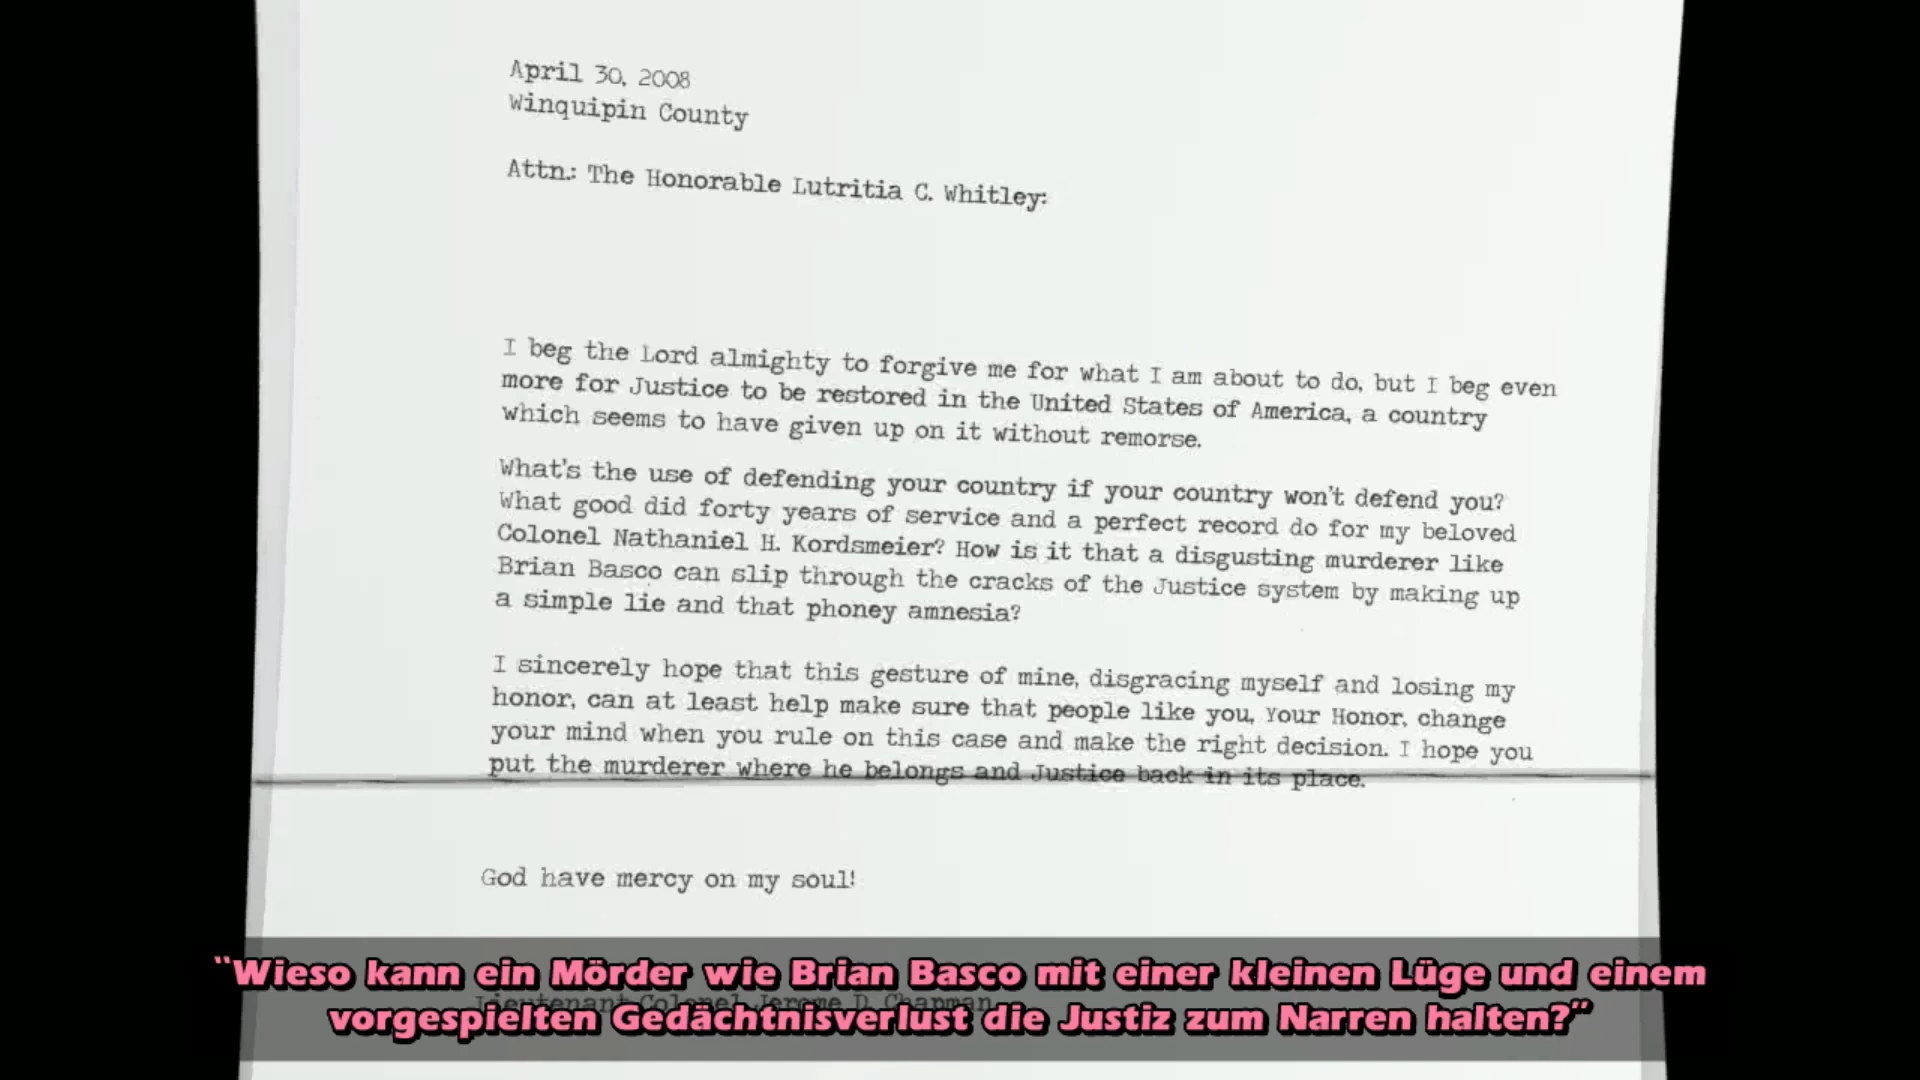 April 30, 2008
Winquipin County
Attn.: The Honorable Lutritia C. Whitley:
I beg the Lord almighty to forgive me for what I am about to do, but I beg even
more for Justice to be restored in the United States of America, a country
which seems to have given up on it without remorse.
What's the use of defending your country if your country won't defend you?
What good did forty years of service and a perfect record do for my beloved
Colonel Nathaniel H. Kordsmeier? How is it that a disgusting murderer like
Brian Basco can slip through the cracks of the Justice system by making up
a simple lie and that phoney amnesia?
I sincerely hope that this gesture of mine, disgracing myself and losing my
honor, can at least help make sure that people like you, Your Honor, change
your mind when you rule on this case and make the right decision. I hope you
put the murderer where he belongs and Justice back in its place.
God have mercy on my soul!
Lieutenant Colonel Jerome D. Chapman
"Wieso kann ein Mörder wie Brian Basco mit einer kleinen Lüge und einem
vorgespielten Gedächtnisverlust die Justiz zum Narren halten?"